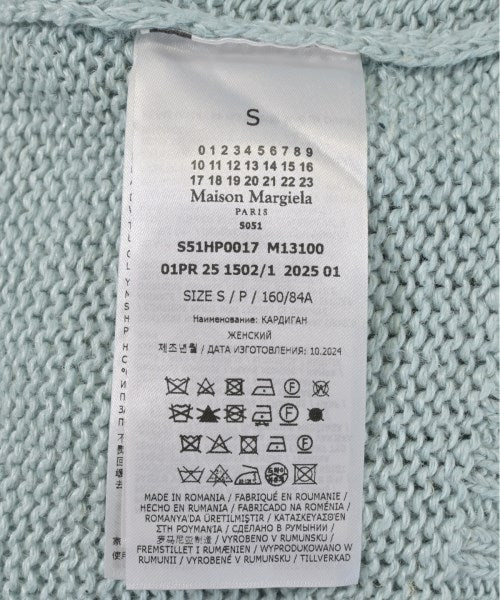 S
0 1 2 3 4 5 6 7 8 9
10 11 12 13 14 15 16
17 18 19 20 21 22 23
Maison Margiela
PARIS
S051
S51HP0017 M13100
01PR 25 1502/1 2025 01
SIZE S / P / 160/84A
Наименование: КАРДИГАН
ЖЕНСКИЙ
제조년월 / ДАТА ИЗГОТОВЛЕНИЯ: 10.2024
MADE IN ROMANIA / FABRIQUÉ EN ROUMANIE /
HECHO EN RUMANIA / FABRICADO NA ROMÉNIA /
ROMANYA'DA ÜRETILMIŞTIR / ΚΑΤΑΣΚΕΥΑΣΘΕΝ
ΣΤΗ ΡΟΥΜΑΝΙΑ / СДЕЛАНО В РУМЫНИИ /
罗马尼亚制造 / VYROBENO V RUMUNSKU /
FREMSTILLET I RUMÆNIEN / WYPRODUKOWANO W
RUMUNII / VYROBENO V RUMUNSKU / TILLVERKAD